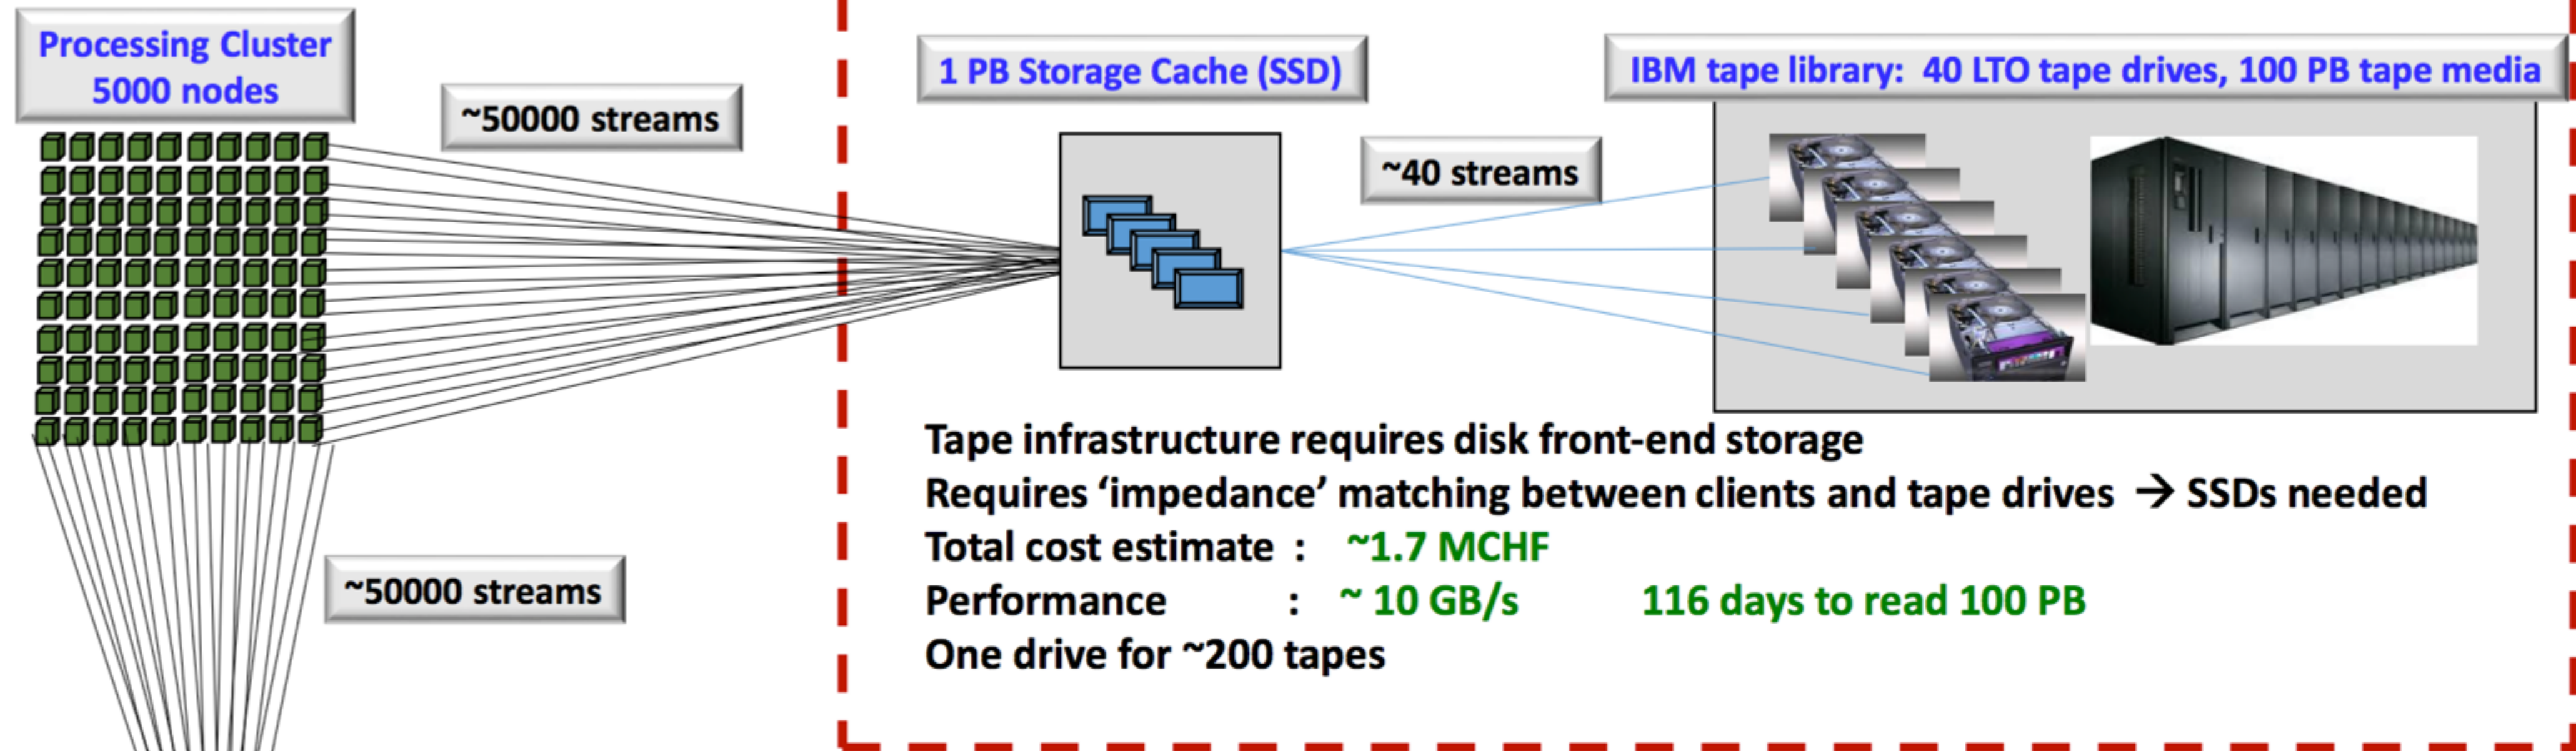 Processing Cluster
5000 nodes
~50000 streams
1 PB Storage Cache (SSD)
IBM tape library:  40 LTO tape drives, 100 PB tape media
~40 streams
~50000 streams
Tape infrastructure requires disk front-end storage
Requires ‘impedance’ matching between clients and tape drives → SSDs needed
Total cost estimate :   ~1.7 MCHF
Performance : ~ 10 GB/s 116 days to read 100 PB
One drive for ~200 tapes